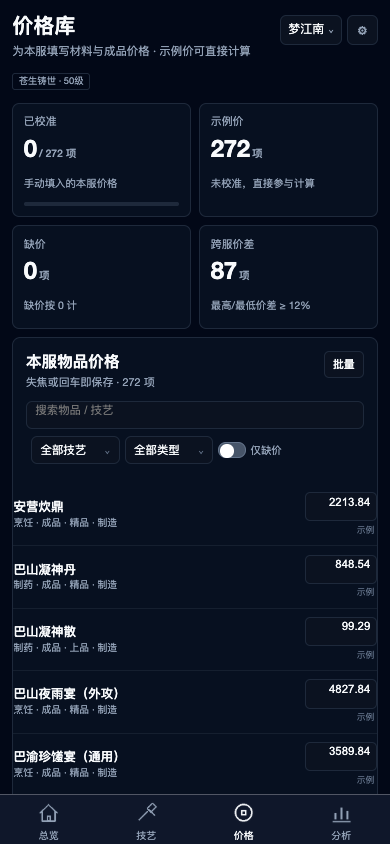 价格库
为本服填写材料与成品价格 · 示例价可直接计算
梦江南
苍生铸世 · 50级
已校准
示例价
0 / 272 项
272 项
手动填入的本服价格
未校准，直接参与计算
缺价
跨服价差
0 项
87 项
缺价按 0 计
最高/最低价差 ≥ 12%
本服物品价格
批量
失焦或回车即保存 · 272 项
搜索物品 / 技艺
全部技艺
全部类型
仅缺价
安营炊鼎
2213.84
烹饪 · 成品 · 精品 · 制造
示例
巴山凝神丹
848.54
制药 · 成品 · 精品 · 制造
示例
巴山凝神散
99.29
制药 · 成品 · 上品 · 制造
示例
巴山夜雨宴（外攻）
4827.84
烹饪 · 成品 · 精品 · 制造
示例
巴渝珍馐宴（通用）
3589.84
烹饪 · 成品 · 精品 · 制造
示例
总览
技艺
价格
分析